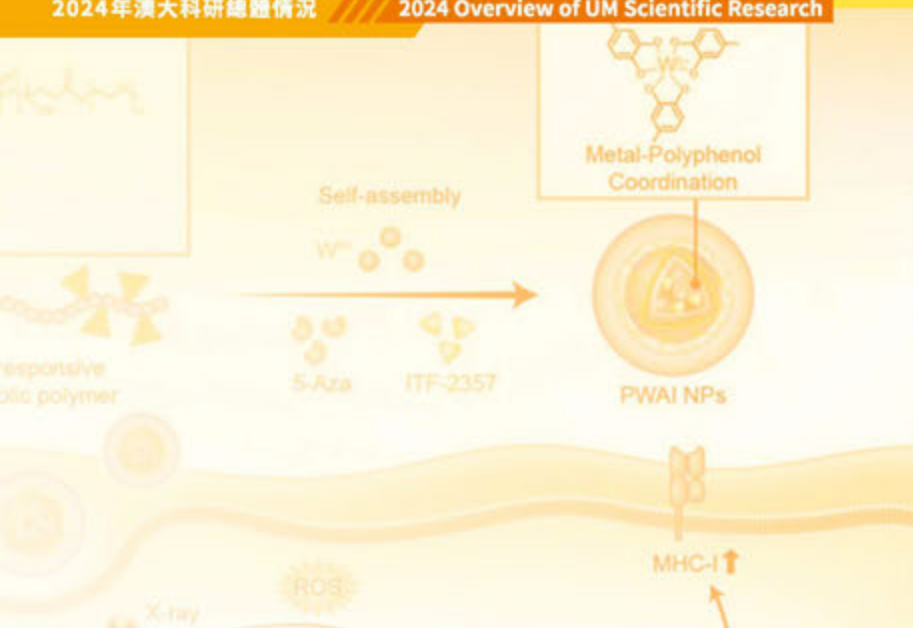 2024年澳大科研總體情況 2024 Overview of UM Scientific Research
Metal-Polyphenol
Coordination
Self-assembly
5-Aza ITF-2357
PWAI NPs
responsive
polymer
MHC-I
ROS
X-ray